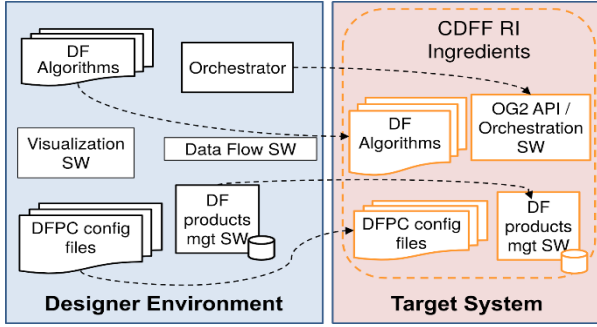 DF
Algorithms
Orchestrator
Visualization
SW
Data Flow SW
DFPC config
files
DF
products
mgt SW
Designer Environment
CDFF RI
Ingredients
DF
Algorithms
OG2 API /
Orchestration
SW
DFPC config
files
DF
products
mgt SW
Target System